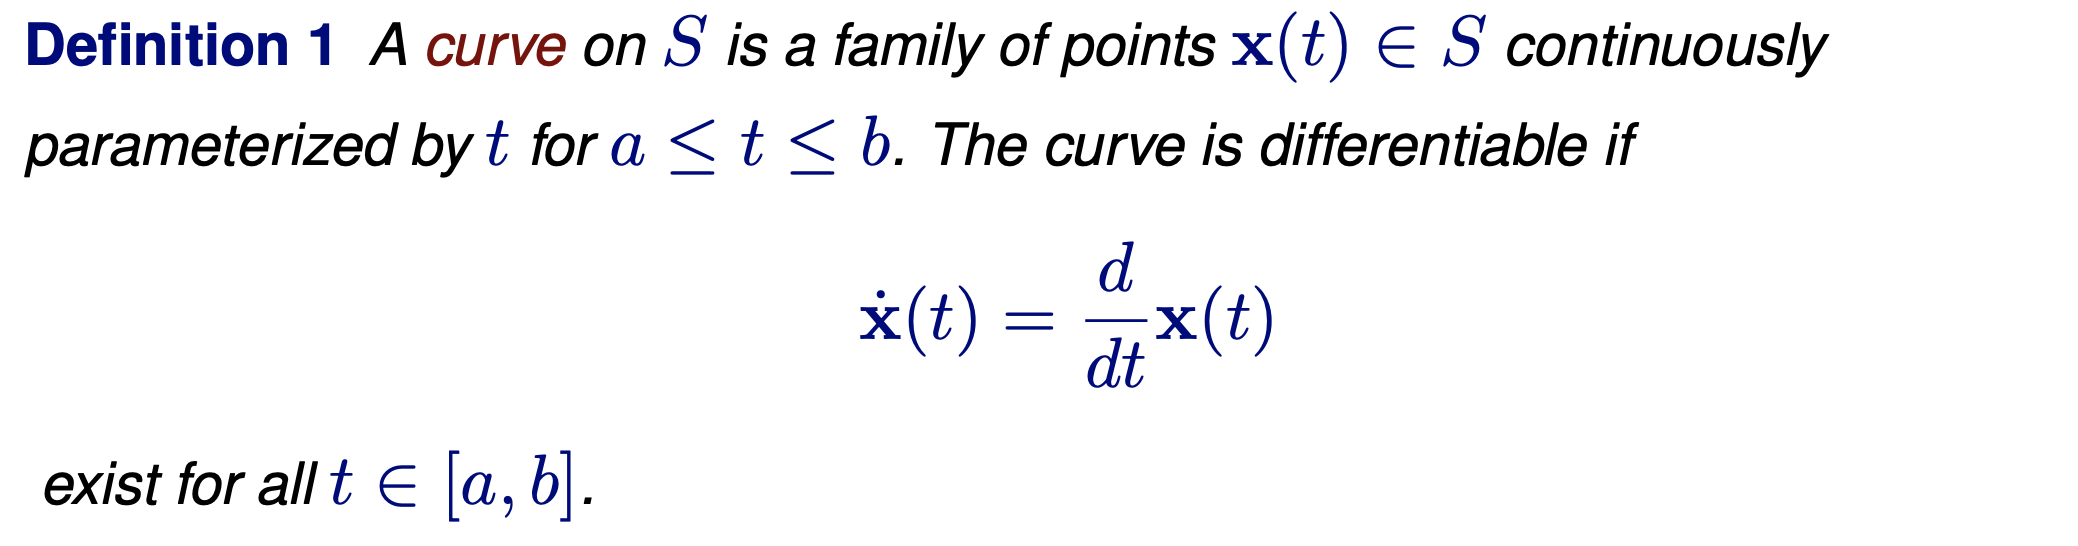 Definition 1 A curve on S is a family of points x(t) ∈ S continuously
parameterized by t for a ≤ t ≤ b. The curve is differentiable if
ẋ(t) = d/dt x(t)
exist for all t ∈ [a, b].